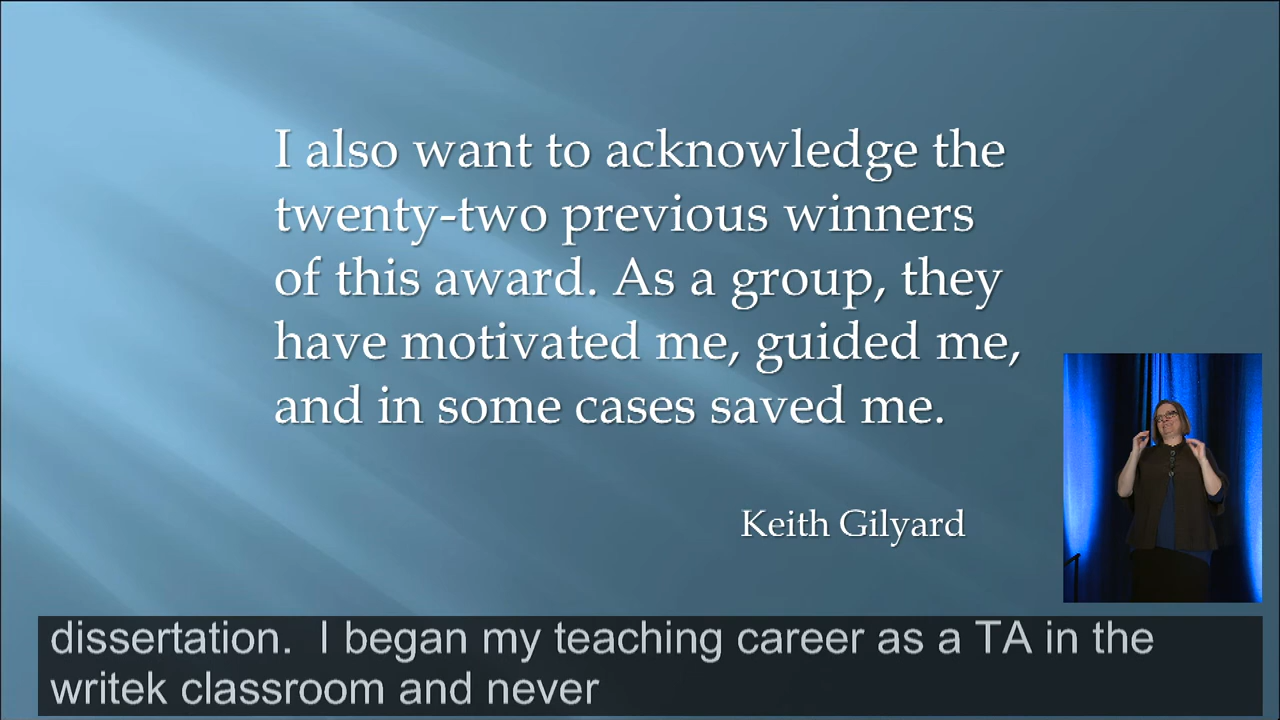 I also want to acknowledge the
twenty-two previous winners
of this award. As a group, they
have motivated me, guided me,
and in some cases saved me.
Keith Gilyard
dissertation.  I began my teaching career as a TA in the
writek classroom and never